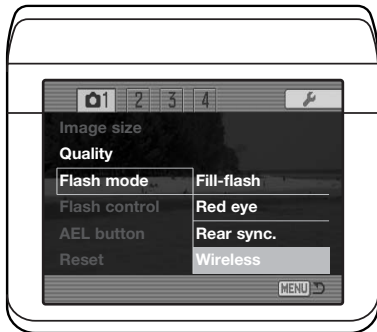 1 2 3 4
Image size
Quality
Flash mode Fill-flash
Flash control Red eye
AEL button Rear sync.
Reset Wireless
MENU